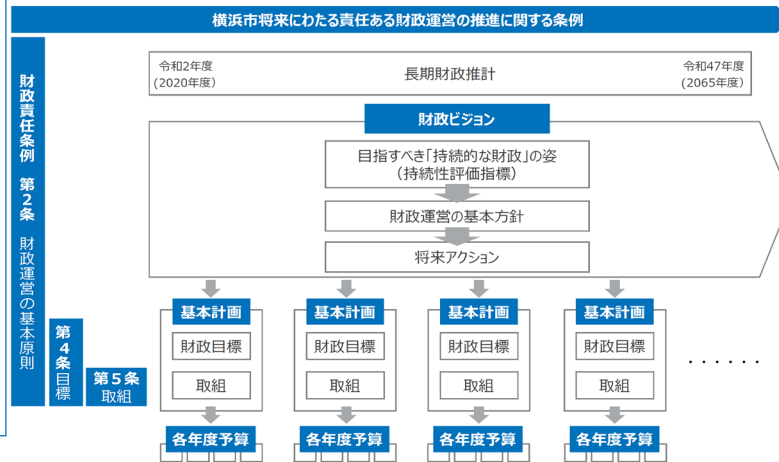 横浜市将来にわたる責任ある財政運営の推進に関する条例
財政責任条例 第2条 財政運営の基本原則
令和2年度
(2020年度)
長期財政推計
令和47年度
(2065年度)
財政ビジョン
目指すべき「持続的な財政」の姿
(持続性評価指標)
財政運営の基本方針
将来アクション
第4条 目標
第5条
取組
基本計画 基本計画 基本計画 基本計画
財政目標 財政目標 財政目標 財政目標
取組 取組 取組 取組
・・・・・・
各年度予算 各年度予算 各年度予算 各年度予算